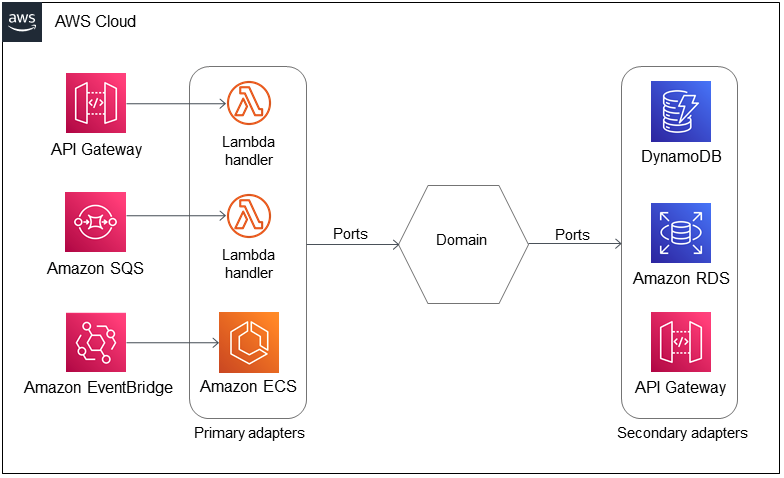 aws
AWS Cloud
API Gateway
Lambda
handler
DynamoDB
Amazon SQS
Lambda
handler
Ports
Domain
Ports
Amazon RDS
Amazon EventBridge
Amazon ECS
API Gateway
Primary adapters
Secondary adapters